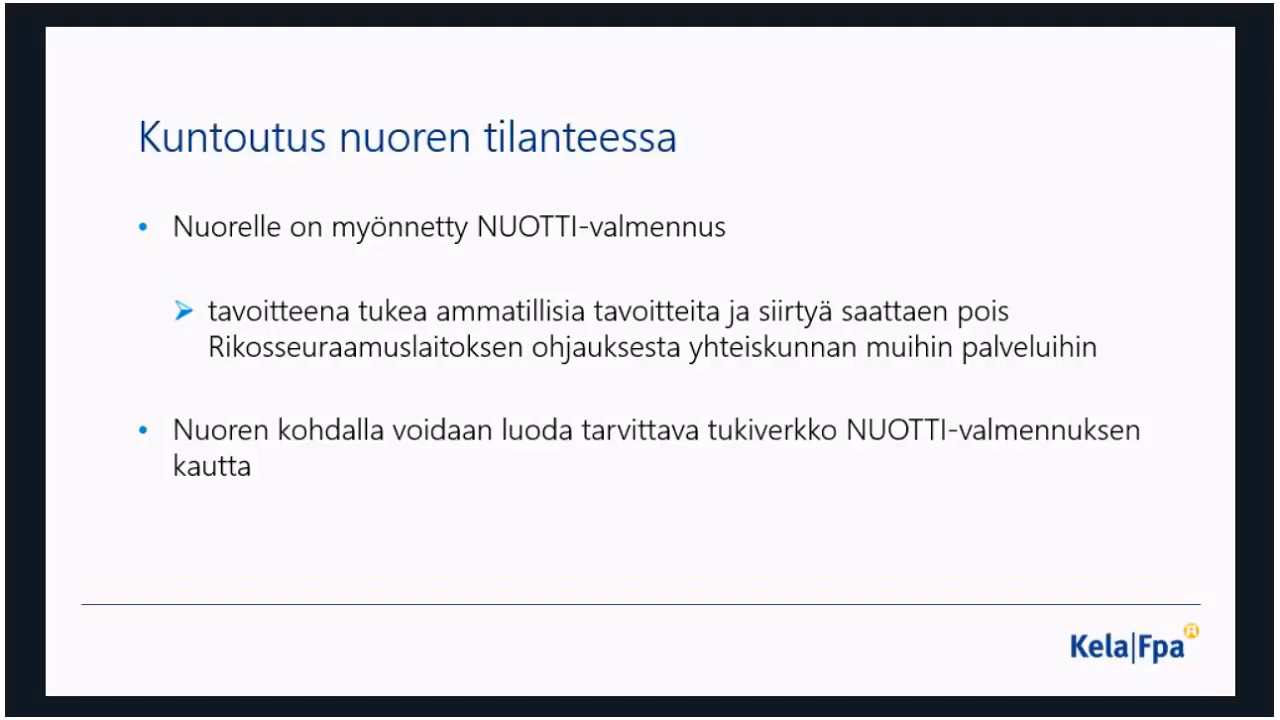 Kuntoutus nuoren tilanteessa
• Nuorelle on myönnetty NUOTTI-valmennus
➢ tavoitteena tukea ammatillisia tavoitteita ja siirtyä saattaen pois
Rikosseuraamuslaitoksen ohjauksesta yhteiskunnan muihin palveluihin
• Nuoren kohdalla voidaan luoda tarvittava tukiverkko NUOTTI-valmennuksen
kautta
Kela|Fpa